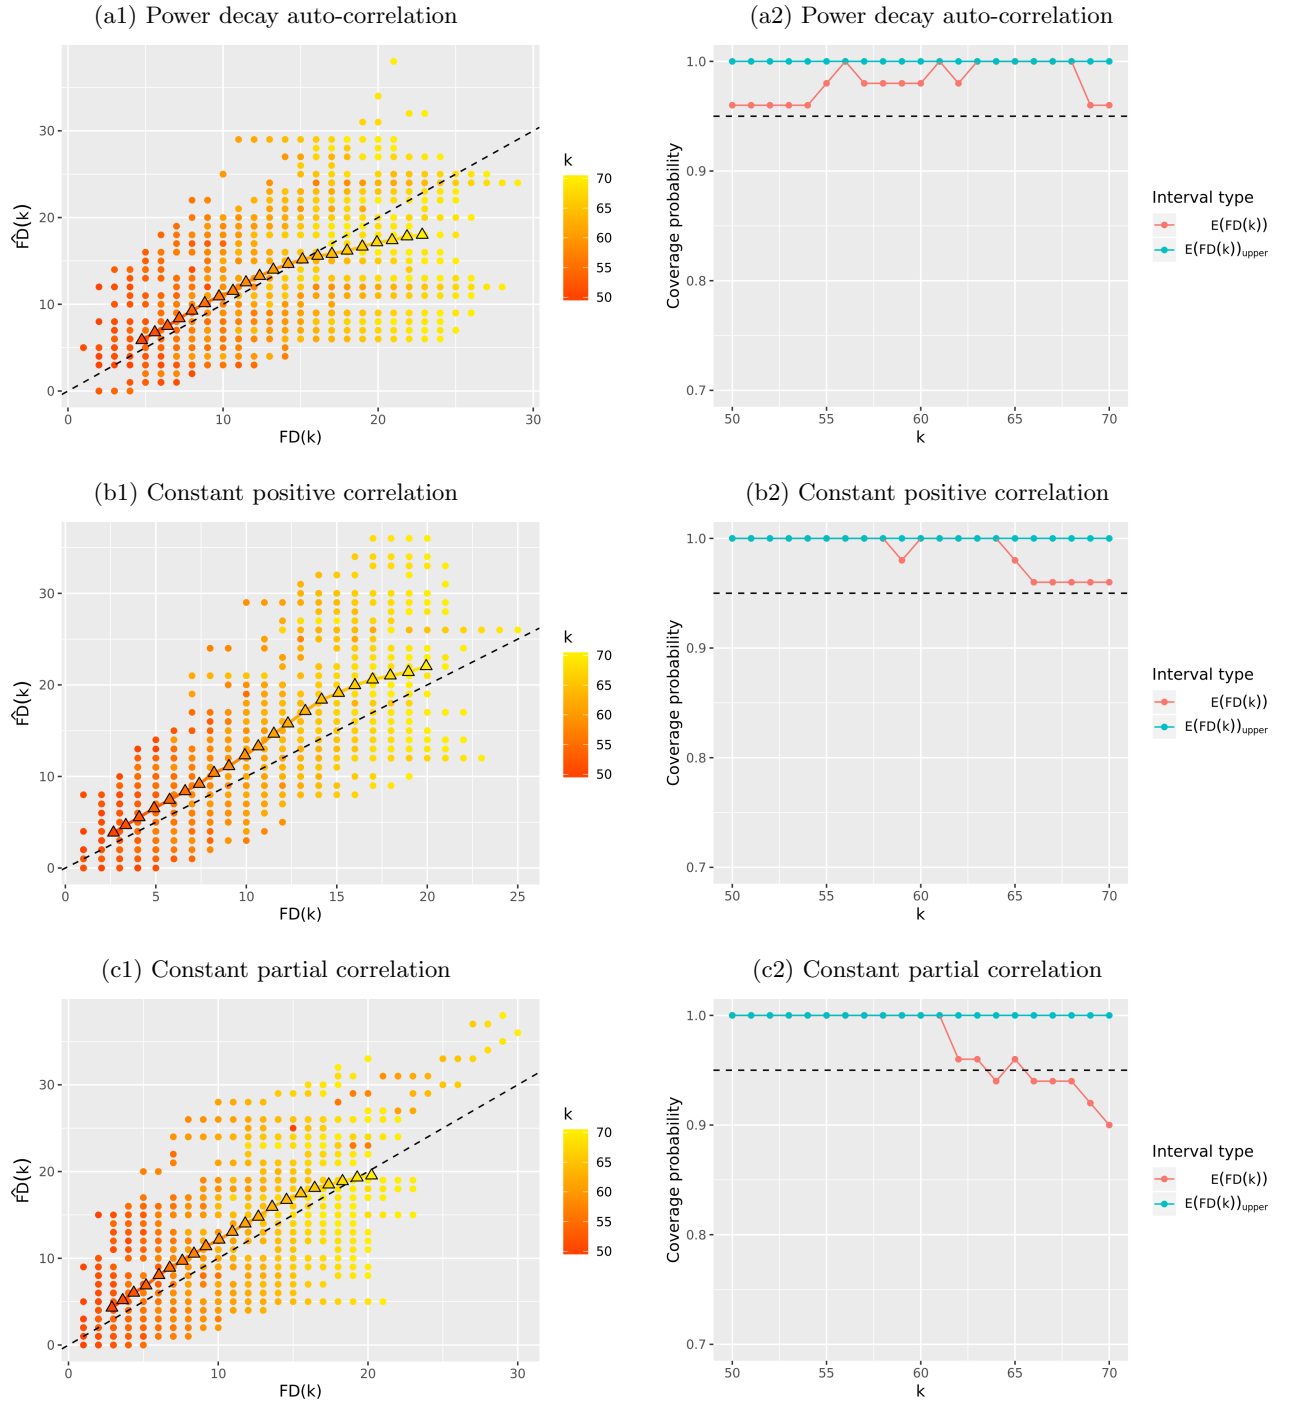 (a1) Power decay auto-correlation
(a2) Power decay auto-correlation
30
20
10
0
0 10 20 30
FD(k)
F̂D(k)
k
70
65
60
55
50
1.0
0.9
0.8
0.7
50 55 60 65 70
k
Coverage probability
Interval type
E(FD(k))
E(FD(k))upper
(b1) Constant positive correlation
(b2) Constant positive correlation
30
20
10
0
0 5 10 15 20 25
FD(k)
F̂D(k)
k
70
65
60
55
50
1.0
0.9
0.8
0.7
50 55 60 65 70
k
Coverage probability
Interval type
E(FD(k))
E(FD(k))upper
(c1) Constant partial correlation
(c2) Constant partial correlation
30
20
10
0
0 10 20 30
FD(k)
F̂D(k)
k
70
65
60
55
50
1.0
0.9
0.8
0.7
50 55 60 65 70
k
Coverage probability
Interval type
E(FD(k))
E(FD(k))upper